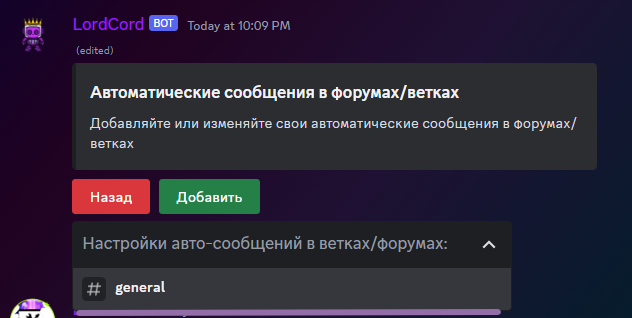 LordCord BOT Today at 10:09 PM
(edited)
Автоматические сообщения в форумах/ветках
Добавляйте или изменяйте свои автоматические сообщения в форумах/
ветках
Назад Добавить
Настройки авто-сообщений в ветках/форумах:
# general